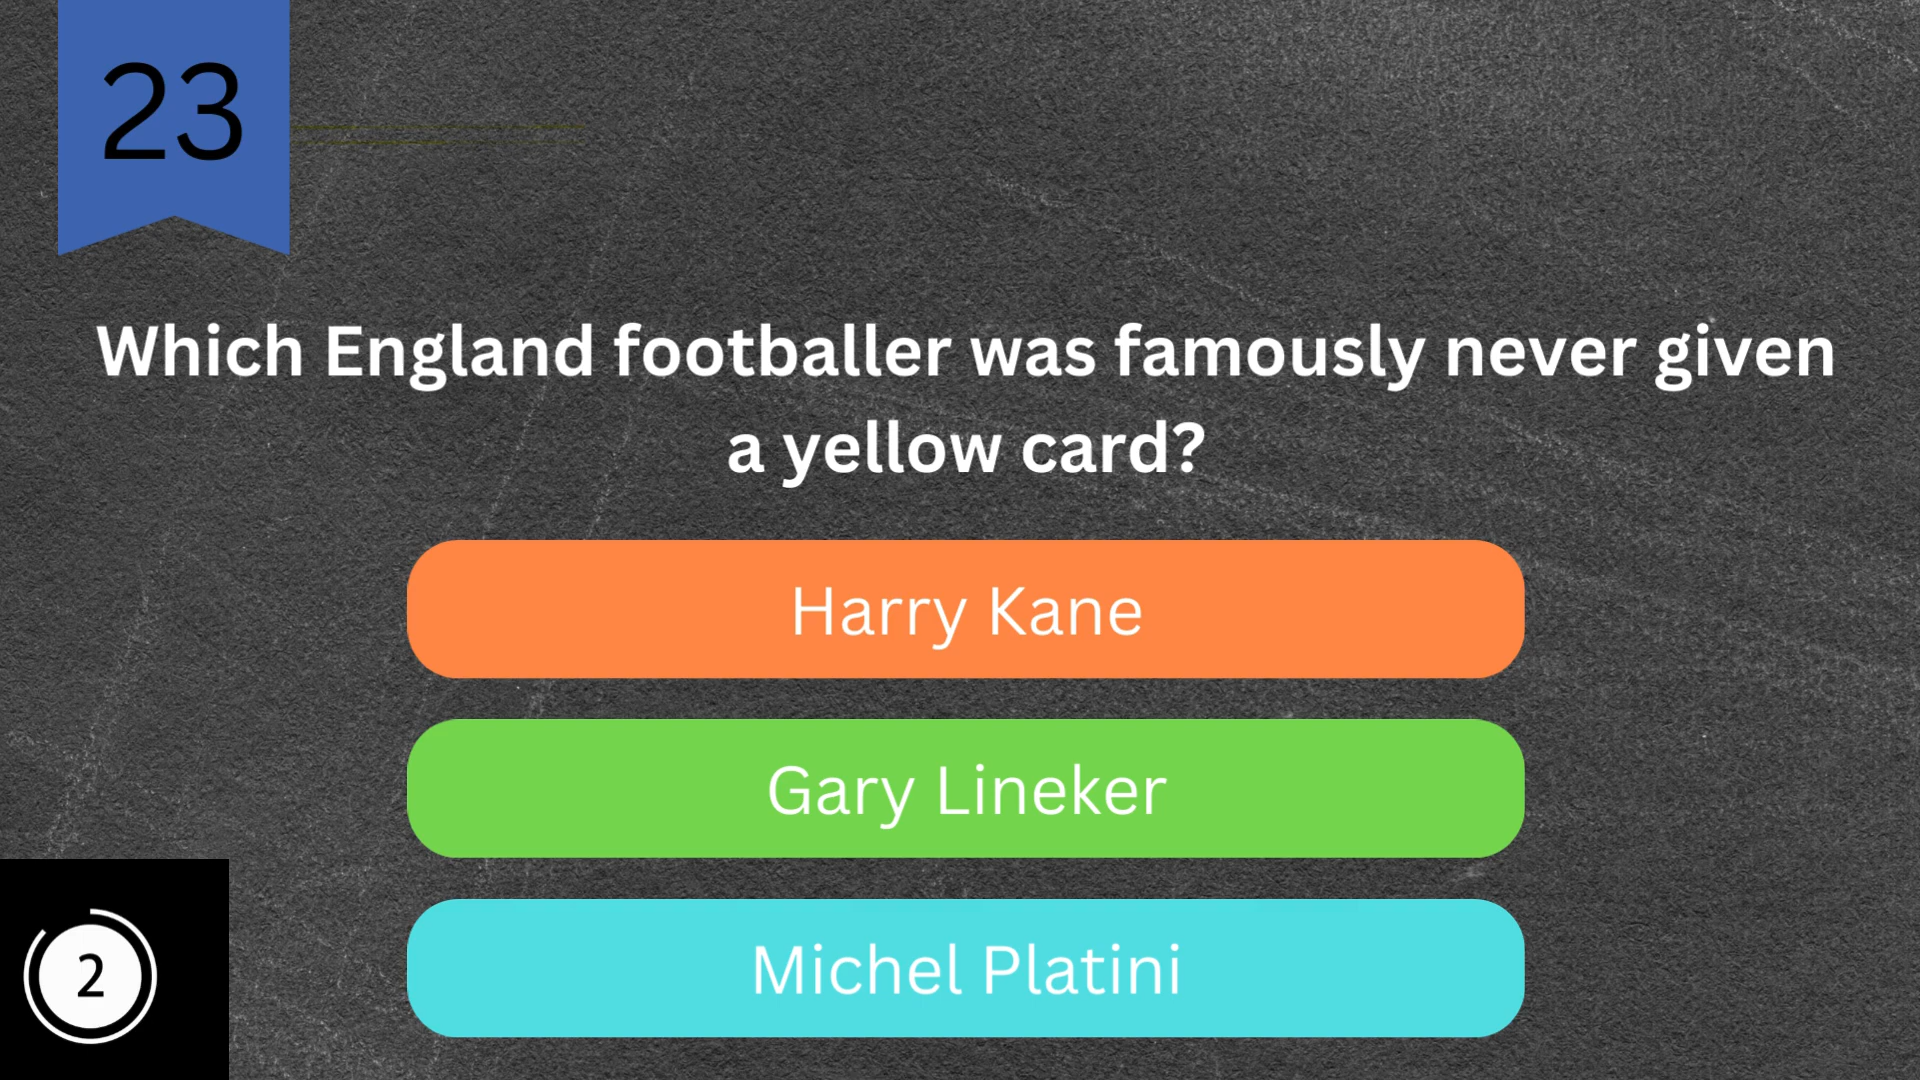 23
Which England footballer was famously never given
a yellow card?
Harry Kane
Gary Lineker
Michel Platini
2